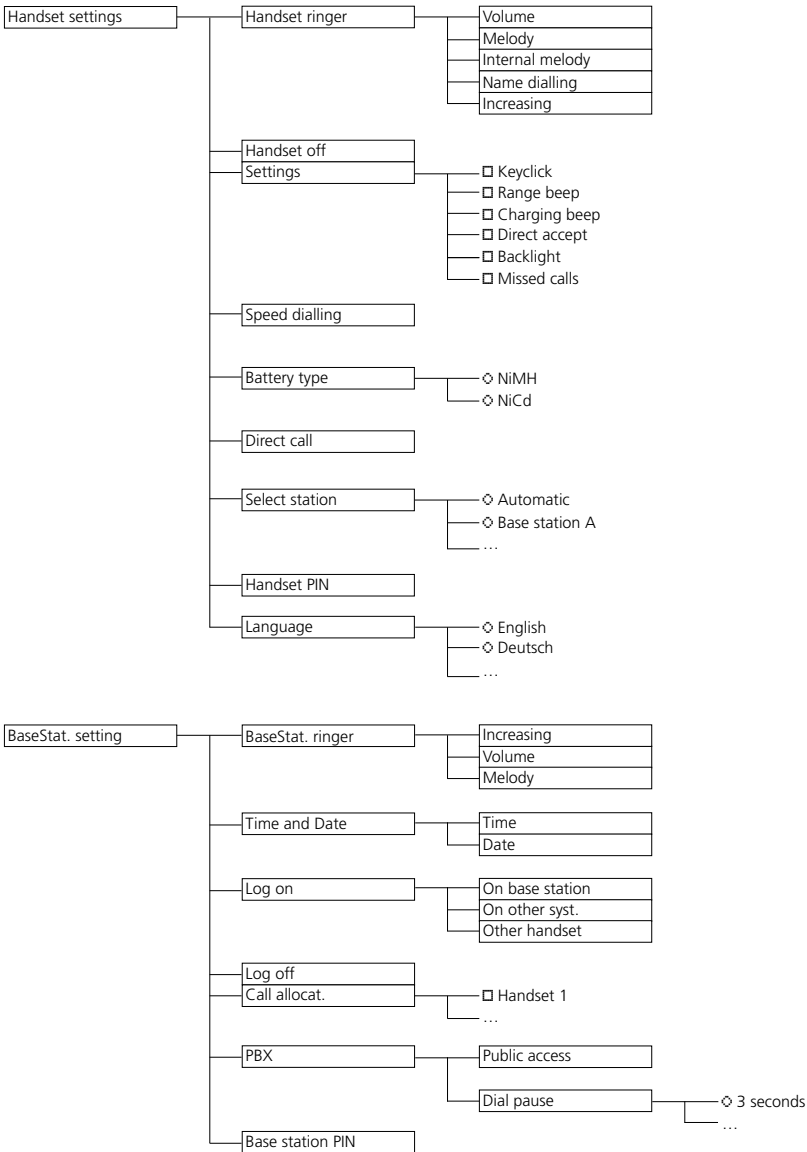 Handset settings
Handset ringer
Volume
Melody
Internal melody
Name dialling
Increasing
Handset off
Settings
Keyclick
Range beep
Charging beep
Direct accept
Backlight
Missed calls
Speed dialling
Battery type
NiMH
NiCd
Direct call
Select station
Automatic
Base station A
...
Handset PIN
Language
English
Deutsch
...
BaseStat. setting
BaseStat. ringer
Increasing
Volume
Melody
Time and Date
Time
Date
Log on
On base station
On other syst.
Other handset
Log off
Call allocat.
Handset 1
...
PBX
Public access
Dial pause
3 seconds
...
Base station PIN